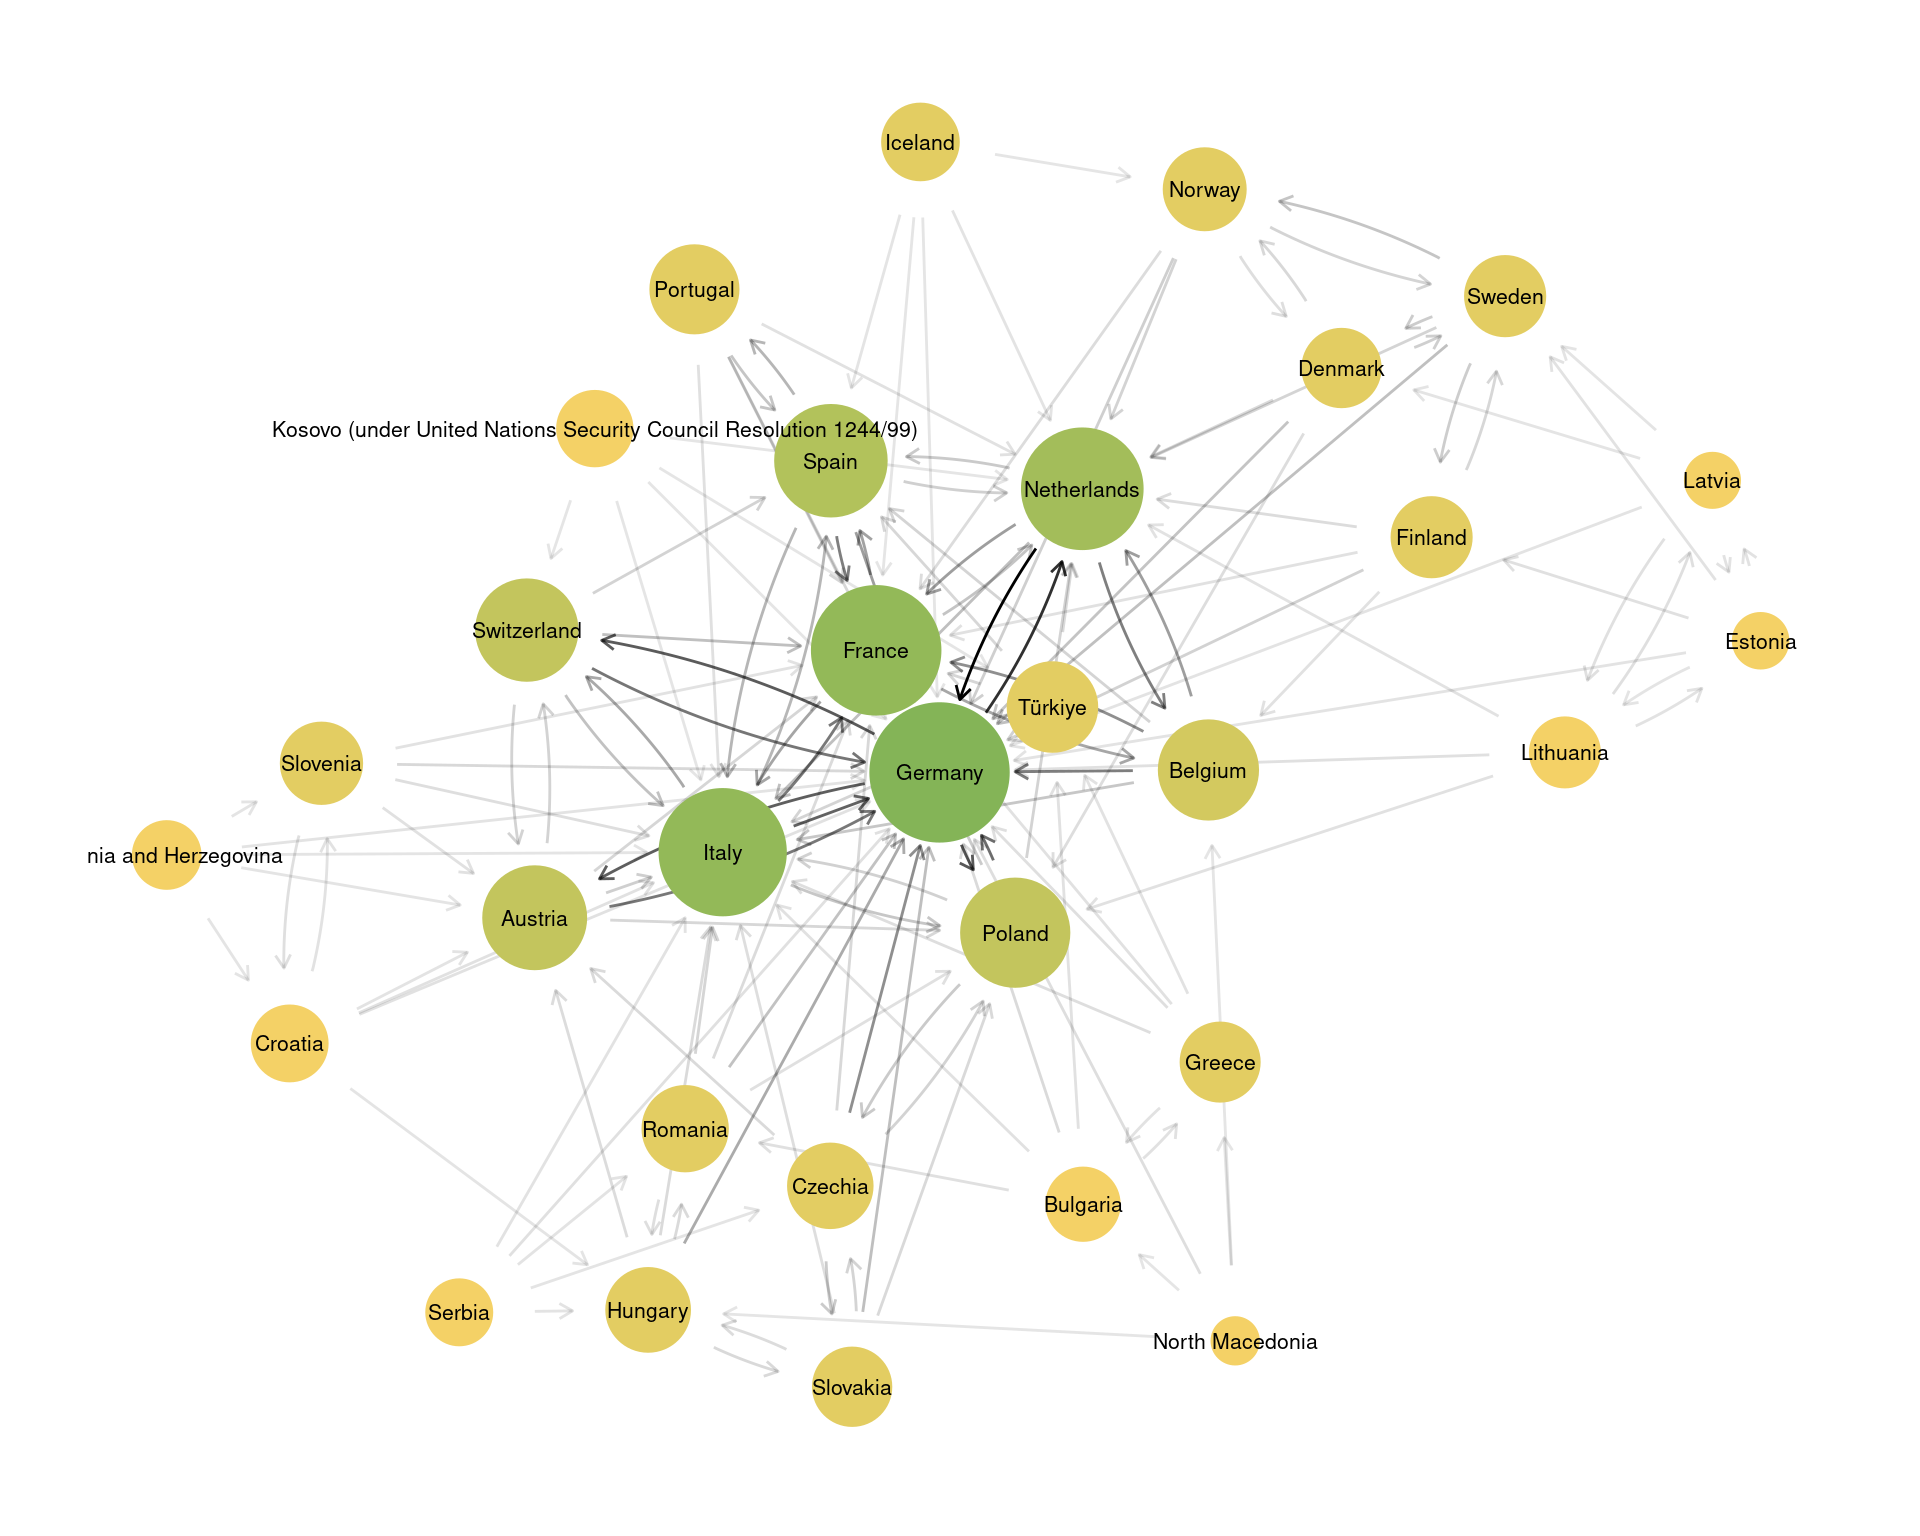 Iceland
Norway
Portugal
Sweden
Denmark
Kosovo (under United Nations Security Council Resolution 1244/99)
Spain
Latvia
Netherlands
Finland
Switzerland
Estonia
France
Türkiye
Slovenia
Lithuania
Germany
Belgium
Italy
nia and Herzegovina
Austria
Poland
Croatia
Greece
Romania
Czechia
Bulgaria
Serbia
Hungary
North Macedonia
Slovakia